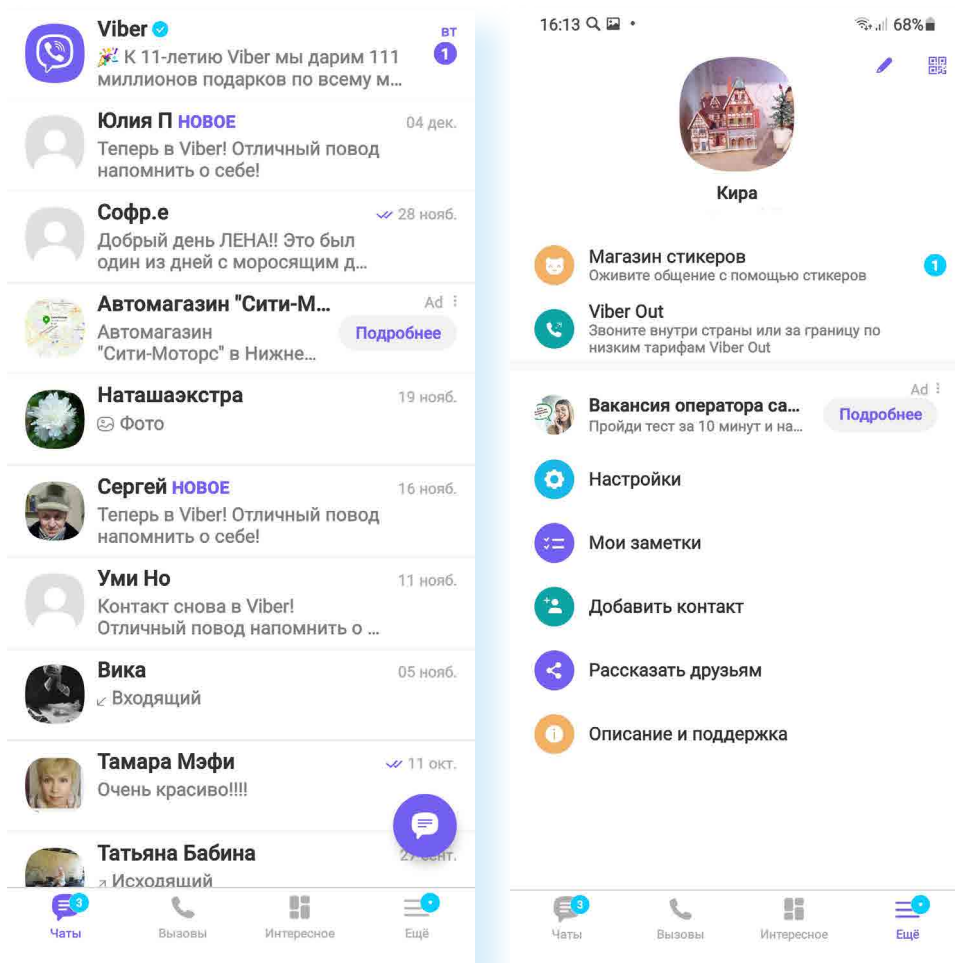 Viber
ВТ
🎉 К 11-летию Viber мы дарим 111
1
миллионов подарков по всему м...
Юлия П НОВОЕ
04 дек.
Теперь в Viber! Отличный повод
напомнить о себе!
Софр.е
28 нояб.
Добрый день ЛЕНА!! Это был
один из дней с моросящим д...
Автомагазин "Сити-М...
Ad
Автомагазин
Подробнее
"Сити-Моторс" в Нижне...
Наташаэкстра
19 нояб.
Фото
Сергей НОВОЕ
16 нояб.
Теперь в Viber! Отличный повод
напомнить о себе!
Уми Но
11 нояб.
Контакт снова в Viber!
Отличный повод напомнить о ...
Вика
05 нояб.
Входящий
Тамара Мэфи
11 окт.
Очень красиво!!!!
Татьяна Бабина
27 сент.
Исходящий
3
Чаты
Вызовы
Интересное
Ещё
16:13
68%
Кира
Магазин стикеров
Оживите общение с помощью стикеров
1
Viber Out
Звоните внутри страны или за границу по
низким тарифам Viber Out
Ad
Вакансия оператора са...
Подробнее
Пройди тест за 10 минут и на...
Настройки
Мои заметки
Добавить контакт
Рассказать друзьям
Описание и поддержка
3
Чаты
Вызовы
Интересное
Ещё